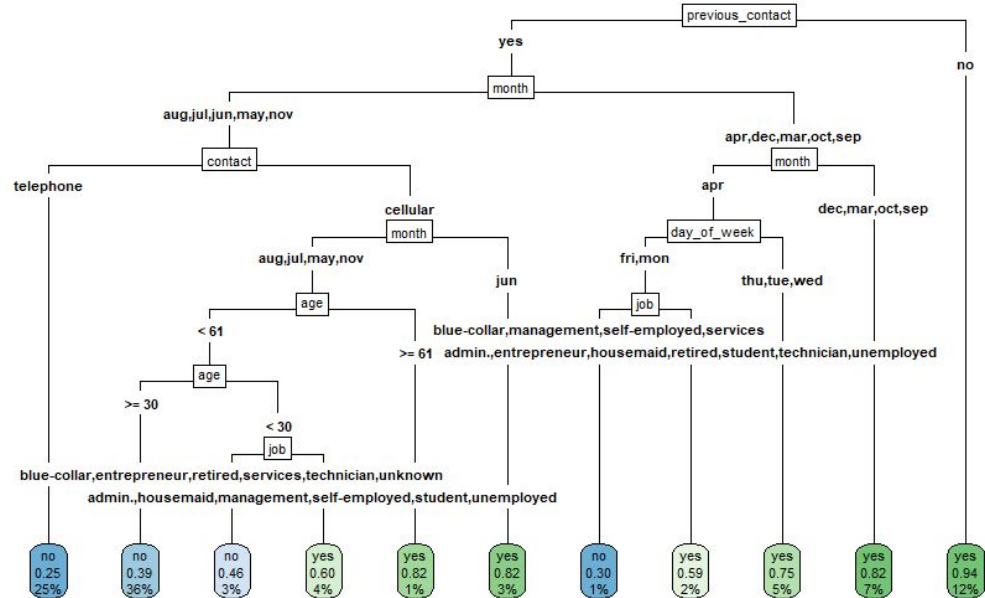 previous_contact
yes
no
month
aug,jul,jun,may,nov
apr,dec,mar,oct,sep
contact
month
telephone
apr
cellular
dec,mar,oct,sep
month
day_of_week
aug,jul,may,nov
fri,mon
jun
thu,tue,wed
age
job
< 61
blue-collar,management,self-employed,services
>= 61
admin.,entrepreneur,housemaid,retired,student,technician,unemployed
age
>= 30
< 30
job
blue-collar,entrepreneur,retired,services,technician,unknown
admin.,housemaid,management,self-employed,student,unemployed
no
0.25
25%
no
0.39
36%
no
0.46
3%
yes
0.60
4%
yes
0.82
1%
yes
0.82
3%
no
0.30
1%
yes
0.59
2%
yes
0.75
5%
yes
0.82
7%
yes
0.94
12%